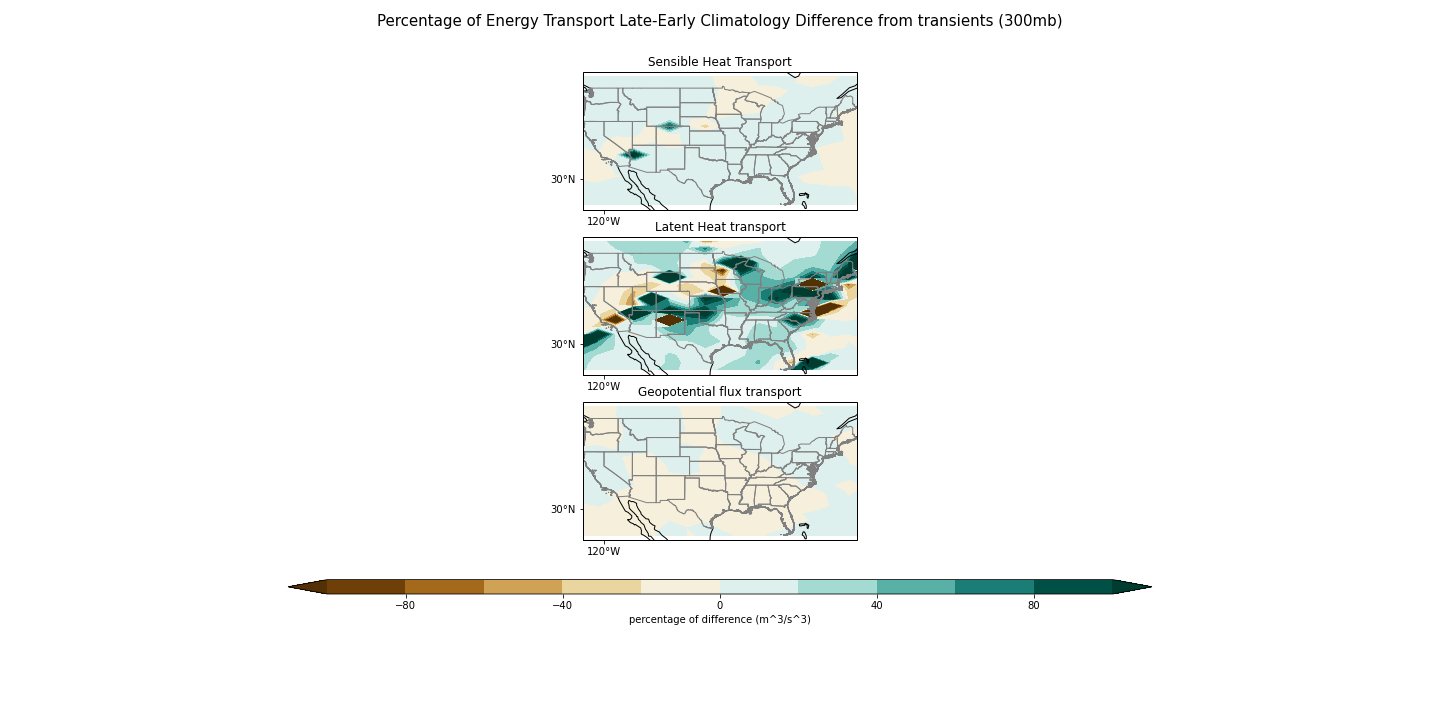 Percentage of Energy Transport Late-Early Climatology Difference from transients (300mb)
Sensible Heat Transport
30°N
120°W
Latent Heat transport
30°N
120°W
Geopotential flux transport
30°N
120°W
−80 −40 0 40 80
percentage of difference (m^3/s^3)